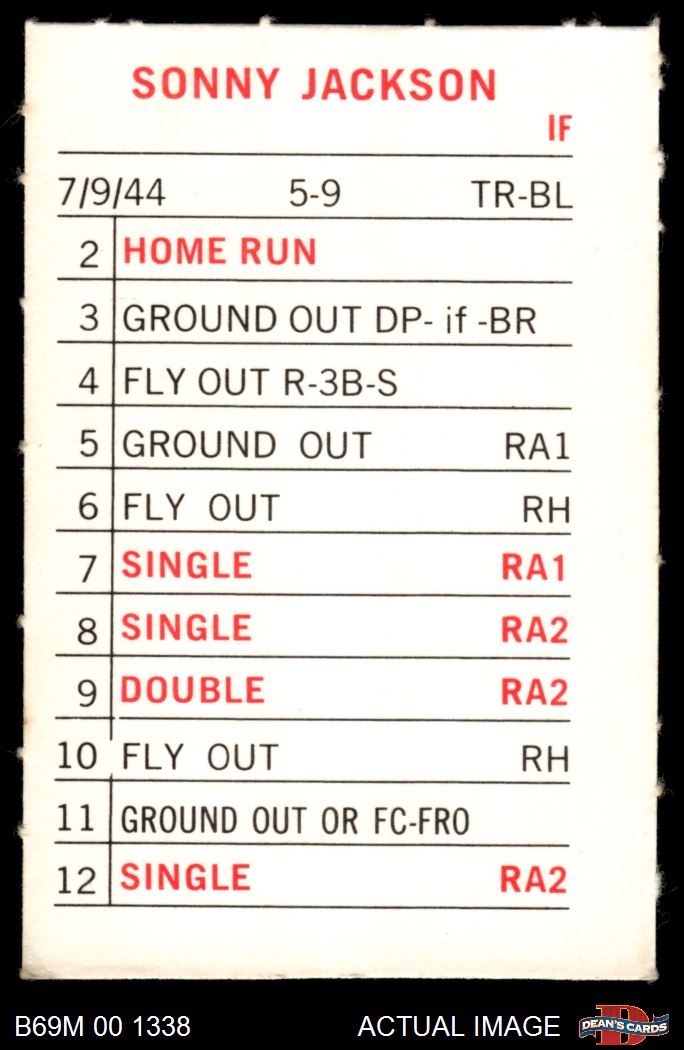 SONNY JACKSON
IF
7/9/44 5-9 TR-BL
2 HOME RUN
3 GROUND OUT DP- if -BR
4 FLY OUT R-3B-S
5 GROUND OUT RA1
6 FLY OUT RH
7 SINGLE RA1
8 SINGLE RA2
9 DOUBLE RA2
10 FLY OUT RH
11 GROUND OUT OR FC-FRO
12 SINGLE RA2
B69M 00 1338 ACTUAL IMAGE
D
DEAN'S CARDS